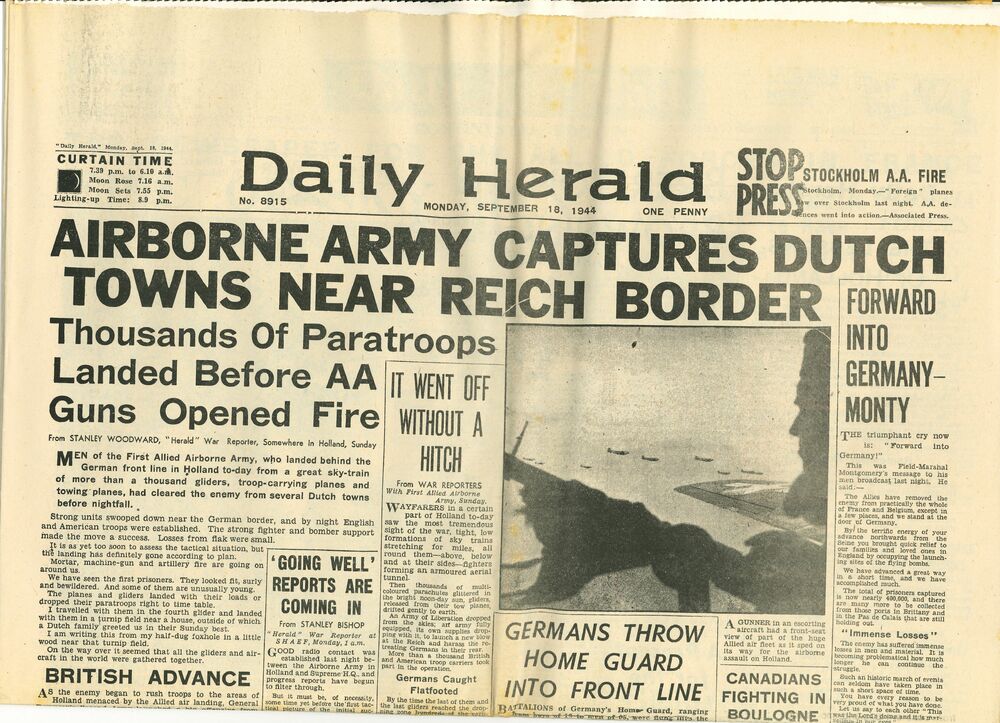 "Daily Herald," Monday, Sept. 18, 1944.
CURTAIN TIME
7.39 p.m. to 6.10 a.m.
Moon Rose 7.16 a.m.
Moon Sets 7.55 p.m.
Lighting-up Time: 8.9 p.m.
Daily Herald
No. 8915
MONDAY, SEPTEMBER 18, 1944
ONE PENNY
STOP
PRESS
STOCKHOLM A.A. FIRE
Stockholm, Monday.—"Foreign" planes
over Stockholm last night. A.A. de-
fences went into action.—Associated Press.
AIRBORNE ARMY CAPTURES DUTCH
TOWNS NEAR REICH BORDER
Thousands Of Paratroops
Landed Before AA
Guns Opened Fire
From STANLEY WOODWARD, "Herald" War Reporter, Somewhere In Holland, Sunday
MEN of the First Allied Airborne Army, who landed behind the
German front line in Holland to-day from a great sky-train
of more than a thousand gliders, troop-carrying planes and
towing planes, had cleared the enemy from several Dutch towns
before nightfall.
Strong units swooped down near the German border, and by night English
and American troops were established. The strong fighter and bomber support
made the move a success. Losses from flak were small.
It is as yet too soon to assess the tactical situation, but
the landing has definitely gone according to plan.
Mortar, machine-gun and artillery fire are going on
around us.
We have seen the first prisoners. They looked fit, surly
and bewildered. And some of them are unusually young.
The planes and gliders landed with their loads or
dropped their paratroops right to time table.
I travelled with them in the fourth glider and landed
with them in a turnip field near a house, outside of which
a Dutch family greeted us in their Sunday best.
I am writing this from my half-dug foxhole in a little
wood near that turnip field.
On the way over it seemed that all the gliders and air-
craft in the world were gathered together.
BRITISH ADVANCE
AS the enemy began to rush troops to the areas of
Holland menaced by the Allied air landing, General
IT WENT OFF
WITHOUT A
HITCH
From WAR REPORTERS
With First Allied Airborne
Army, Sunday.
WAYFARERS in a certain
part of Holland to-day
saw the most tremendous
sight of the war, tight, low
formations of sky trains
stretching for miles, all
round them—above, below
and at their sides—fighters
forming an armoured aerial
tunnel.
Then thousands of multi-
coloured parachutes glittered in
the bright noon-day sun, gliders,
released from their tow planes,
drifted gently to earth.
An Army of Liberation dropped
from the skies; an army fully
equipped, its own supplies drop-
ping with it, to launch a new blow
at the Reich and harass the re-
treating Germans in their rear.
More than a thousand British
and American troop carriers took
part in the operation.
Germans Caught
Flatfooted
By the time the last of them and
the last gliders reached the drop-
'GOING WELL'
REPORTS ARE
COMING IN
From STANLEY BISHOP
"Herald" War Reporter at
SHAEF, Monday, 1 a.m.
GOOD radio contact was
established last night be-
tween the Airborne Army in
Holland and Supreme H.Q., and
progress reports have begun
to filter through.
But it must be, of necessity,
some time yet before the first tac-
tical picture of the initial suc-
GERMANS THROW
HOME GUARD
INTO FRONT LINE
BATTALIONS of Germany's Home Guard, ranging
A GUNNER in an escorting
aircraft had a front-seat
view of part of the huge
Allied air fleet as it sped on
its way for the airborne
assault on Holland.
CANADIANS
FIGHTING IN
BOULOGNE
FORWARD
INTO
GERMANY—
MONTY
THE triumphant cry now
is: "Forward into
Germany!"
This was Field-Marshal
Montgomery's message to his
men broadcast last night. He
said:—
The Allies have removed the
enemy from practically the whole
of France and Belgium, except in
a few places, and we stand at the
door of Germany.
By the terrific energy of your
advance northwards from the
Seine you brought quick relief to
our families and loved ones in
England by occupying the launch-
ing sites of the flying bombs.
We have advanced a great way
in a short time, and we have
accomplished much.
The total of prisoners captured
is now nearly 400,000, and there
are many more to be collected
from those ports in Brittany and
in the Pas de Calais that are still
holding
"Immense Losses"
The enemy has suffered immense
losses in men and material. It is
becoming problematical how much
longer he can continue the
struggle.
Such an historic march of events
can seldom have taken place in
such a short space of time.
You have every reason to be
very proud of what you have done.
Let us say to each other "This
was the Lord's doing and it is mar-